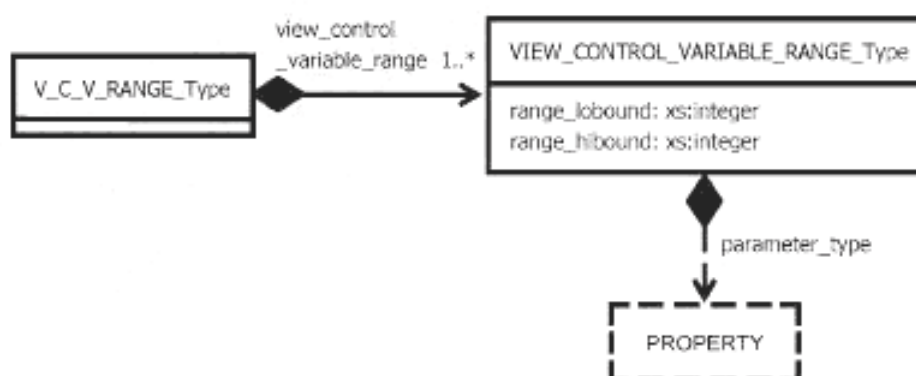 view_control
_variable_range 1..*
V_C_V_RANGE_Type
VIEW_CONTROL_VARIABLE_RANGE_Type
range_lobound: xs:integer
range_hibound: xs:integer
parameter_type
PROPERTY